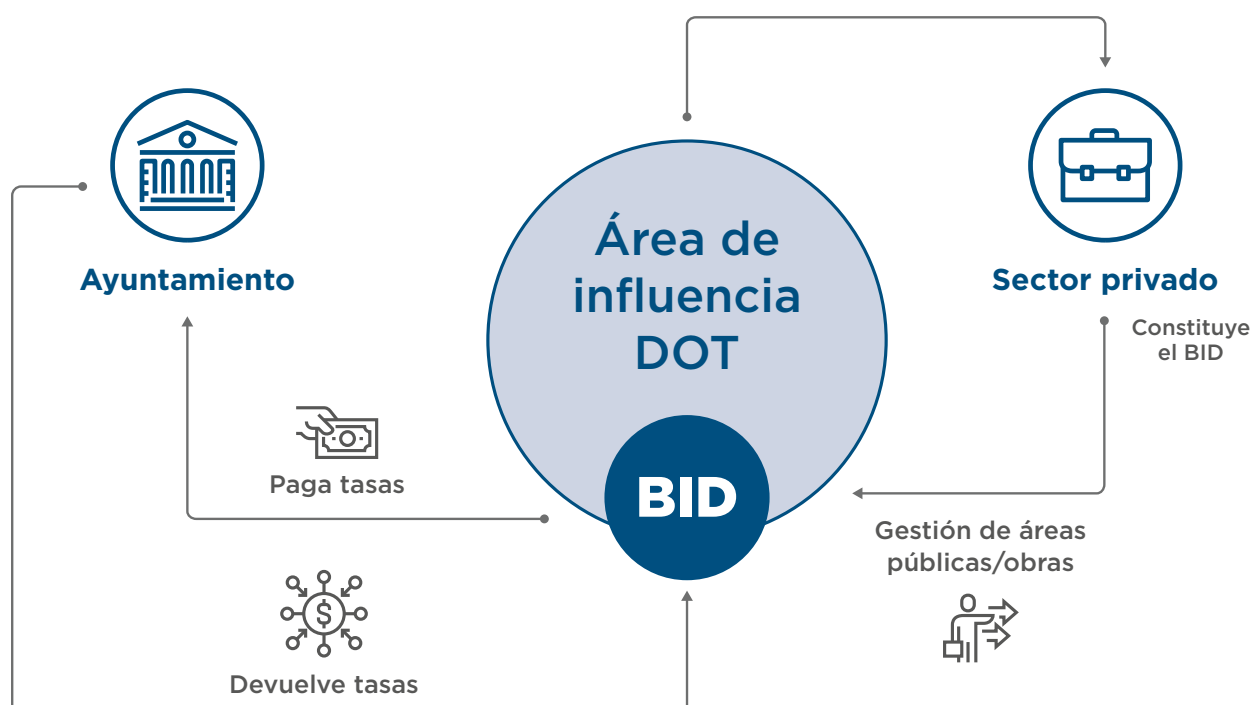 Ayuntamiento
Área de
influencia
DOT
BID
Sector privado
Constituye
el BID
Paga tasas
Gestión de áreas
públicas/obras
$
Devuelve tasas